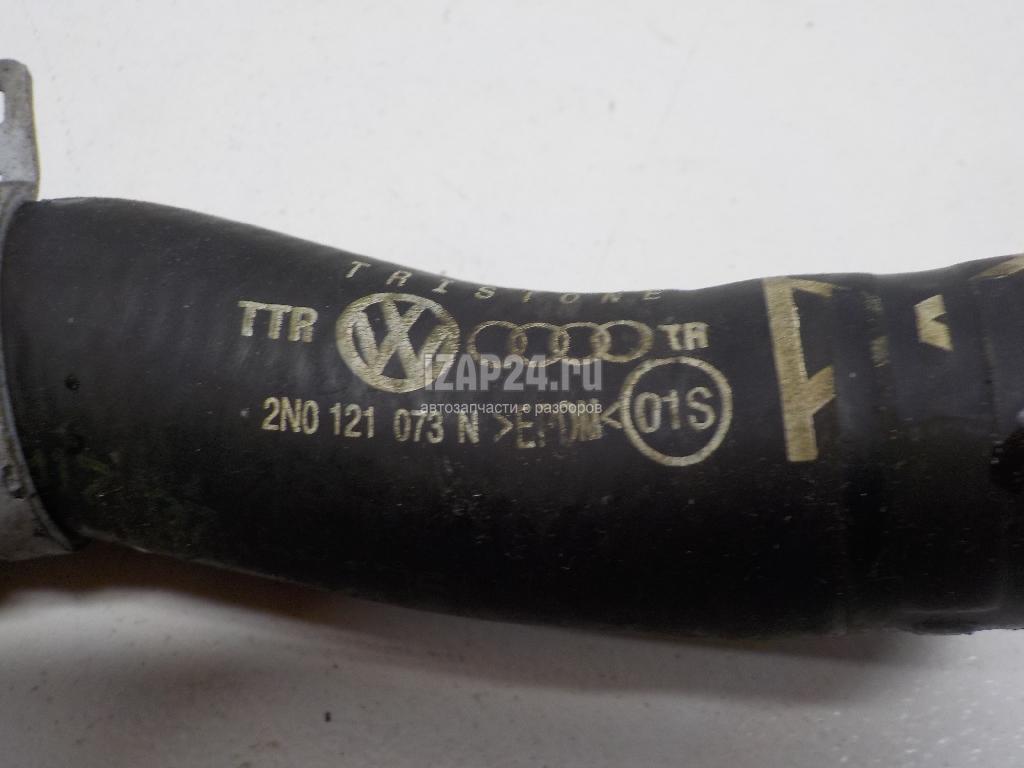 TRISTONE
TTR TR
IZAP24.ru
автозапчасти с разборов
2N0 121 073 N >EPDM< 01S